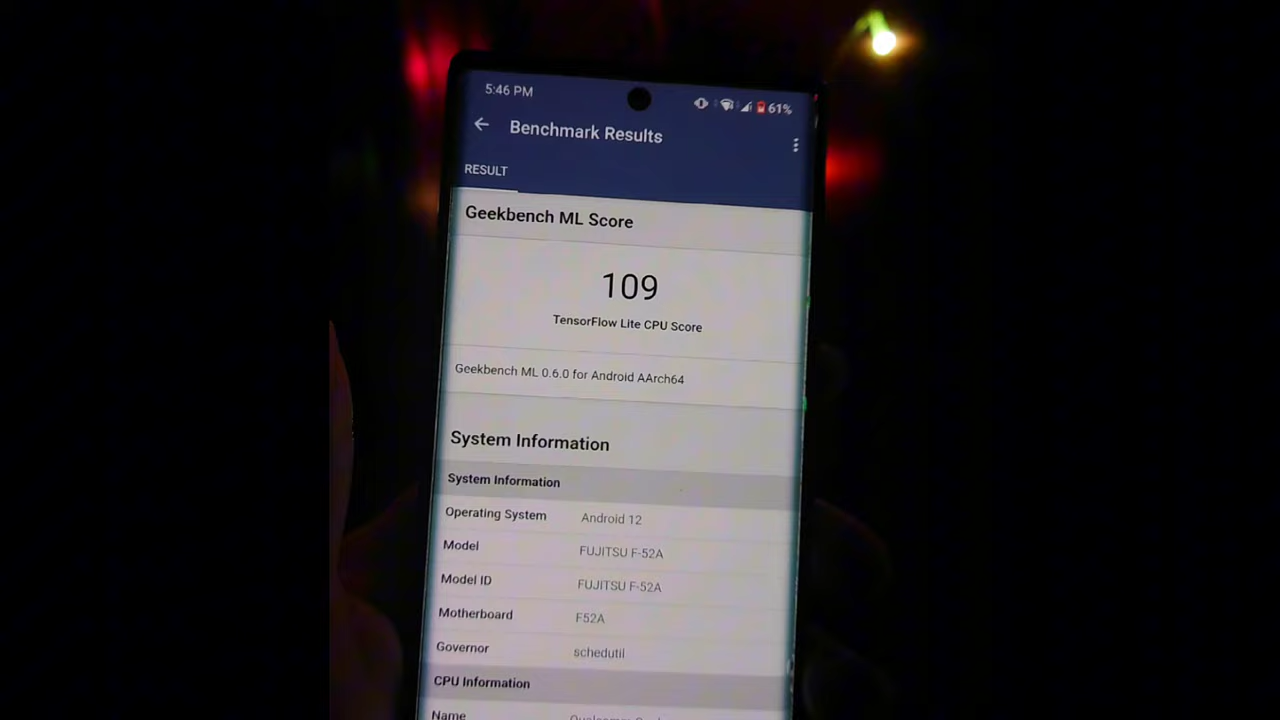 5:46 PM 61%
Benchmark Results
RESULT
Geekbench ML Score
109
TensorFlow Lite CPU Score
Geekbench ML 0.6.0 for Android AArch64
System Information
System Information
Operating System Android 12
Model FUJITSU F-52A
Model ID FUJITSU F-52A
Motherboard F52A
Governor schedutil
CPU Information
Name